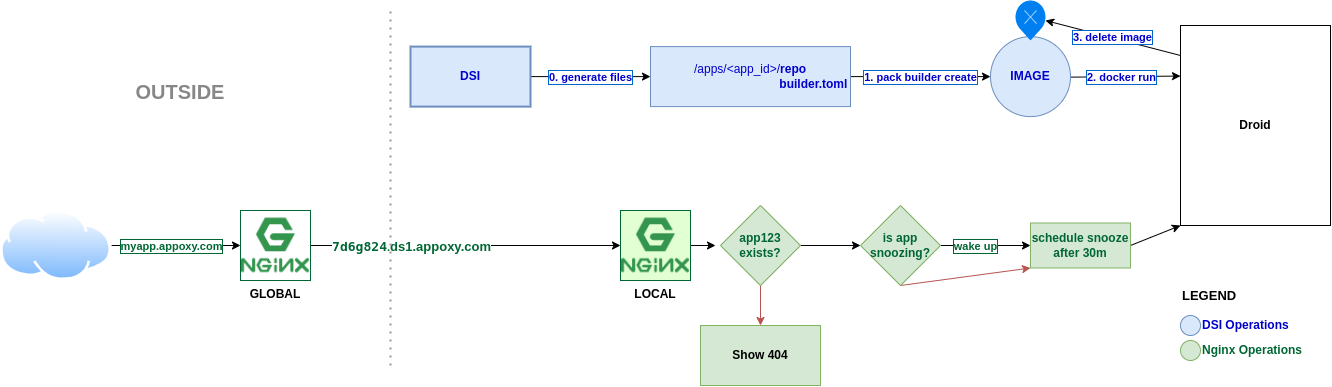 3. delete image
DSI
0. generate files
/apps/<app_id>/repo
builder.toml
1. pack builder create
IMAGE
2. docker run
Droid
OUTSIDE
myapp.appoxy.com
NGINX
GLOBAL
7d6g824.ds1.appoxy.com
NGINX
LOCAL
app123
exists?
is app
snoozing?
wake up
schedule snooze
after 30m
Show 404
LEGEND
DSI Operations
Nginx Operations